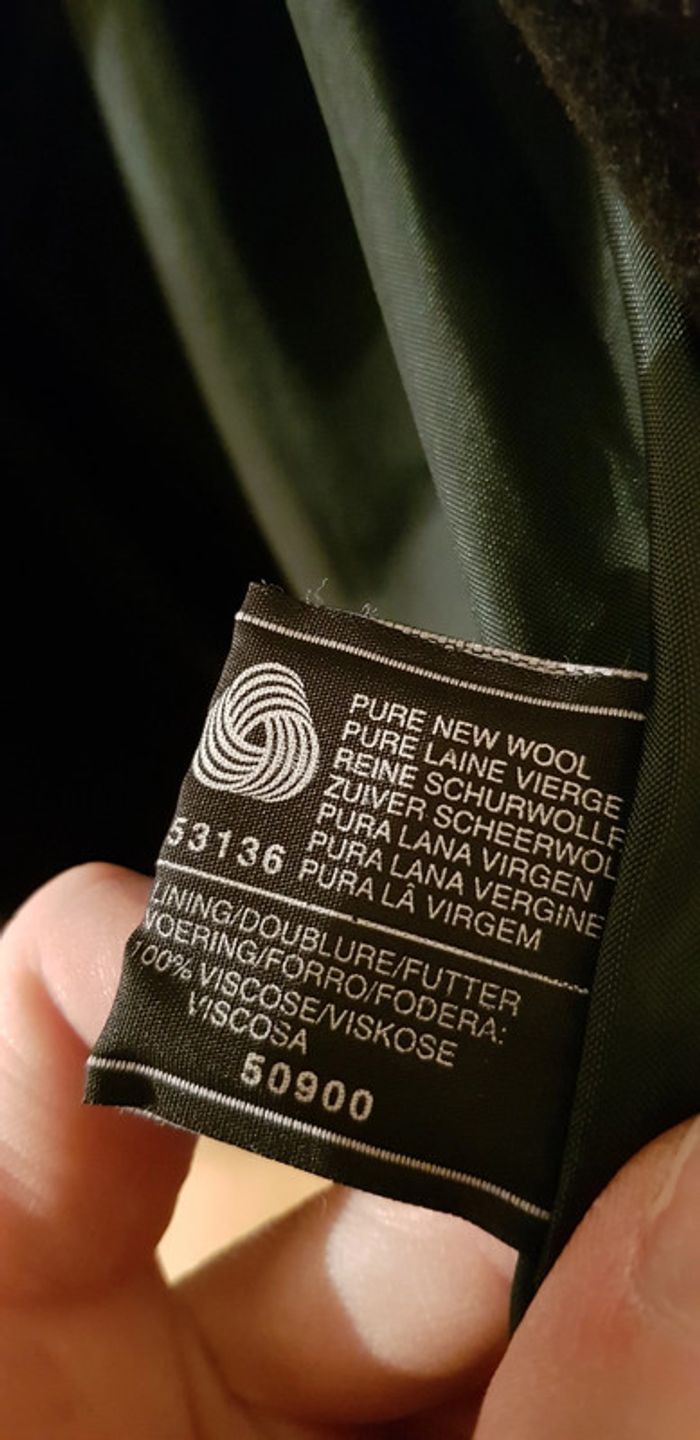 PURE NEW WOOL
PURE LAINE VIERGE
REINE SCHURWOLLE
ZUIVER SCHEERWOL
PURA LANA VIRGEN
PURA LANA VERGINE
PURA LÃ VIRGEM
53136
LINING/DOUBLURE/FUTTER
VOERING/FORRO/FODERA:
100% VISCOSE/VISKOSE
VISCOSA
50900